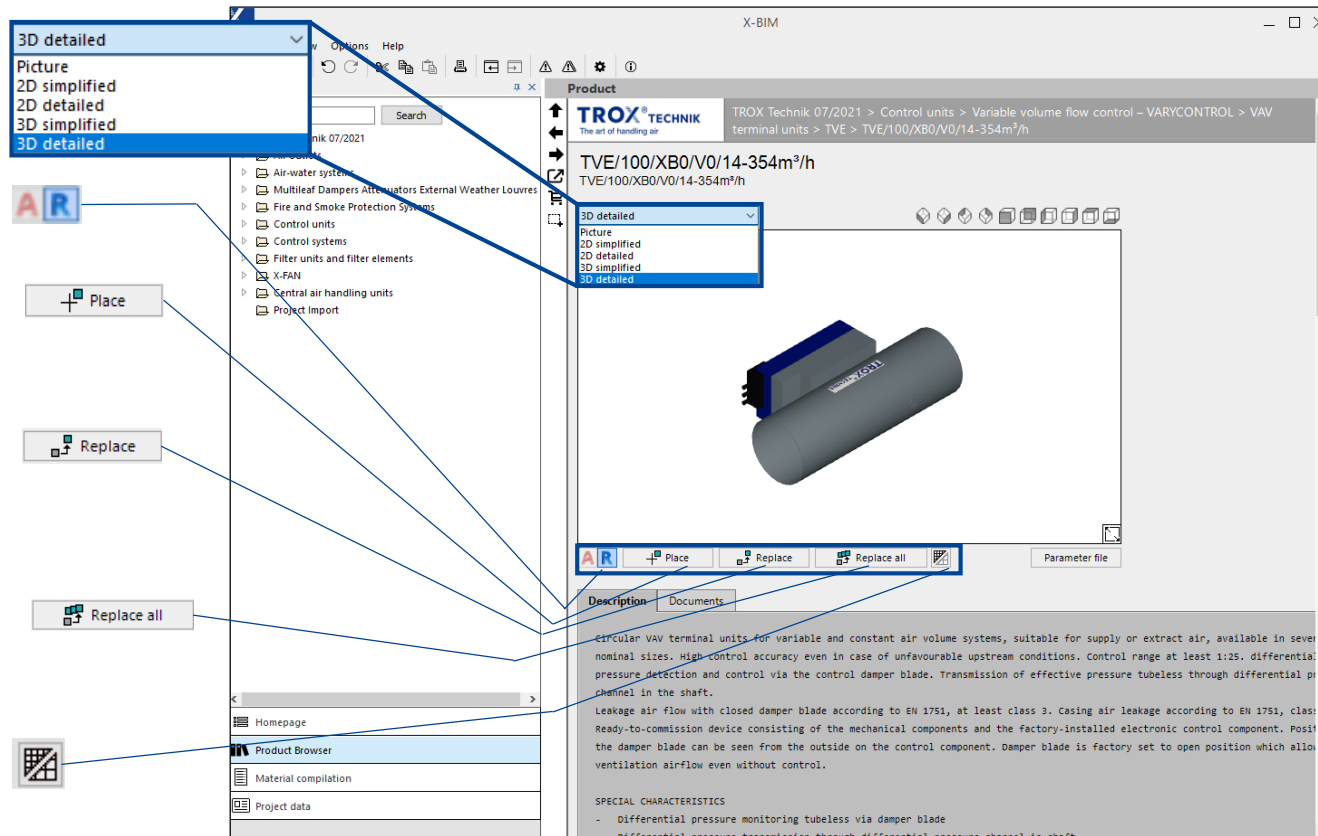 X-BIM
3D detailed
Picture
2D simplified
2D detailed
3D simplified
3D detailed
Options Help
Search
Product
TROX® TECHNIK
The art of handling air
TROX Technik 07/2021 > Control units > Variable volume flow control – VARYCONTROL > VAV
terminal units > TVE > TVE/100/XB0/V0/14-354m³/h
07/2021
Air-water systems
Multileaf Dampers Attenuators External Weather Louvres
Fire and Smoke Protection Systems
Control units
Control systems
Filter units and filter elements
X-FAN
Central air handling units
Project Import
TVE/100/XB0/V0/14-354m³/h
TVE/100/XB0/V0/14-354m³/h
3D detailed
Picture
2D simplified
2D detailed
3D simplified
3D detailed
A R
Place
Replace
Replace all
TROX® TECHNIK
A R Place Replace Replace all Parameter file
Description Documents
Circular VAV terminal units for variable and constant air volume systems, suitable for supply or extract air, available in
nominal sizes. High control accuracy even in case of unfavourable upstream conditions. Control range at least 1:25. differential
pressure detection and control via the control damper blade. Transmission of effective pressure tubeless through differential
channel in the shaft.
Leakage air flow with closed damper blade according to EN 1751, at least class 3. Casing air leakage according to EN 1751,
Ready-to-commission device consisting of the mechanical components and the factory-installed electronic control component.
the damper blade can be seen from the outside on the control component. Damper blade is factory set to open position which
ventilation airflow even without control.
SPECIAL CHARACTERISTICS
- Differential pressure monitoring tubeless via damper blade
- Differential pressure transmission through differential pressure channel in shaft
Homepage
Product Browser
Material compilation
Project data